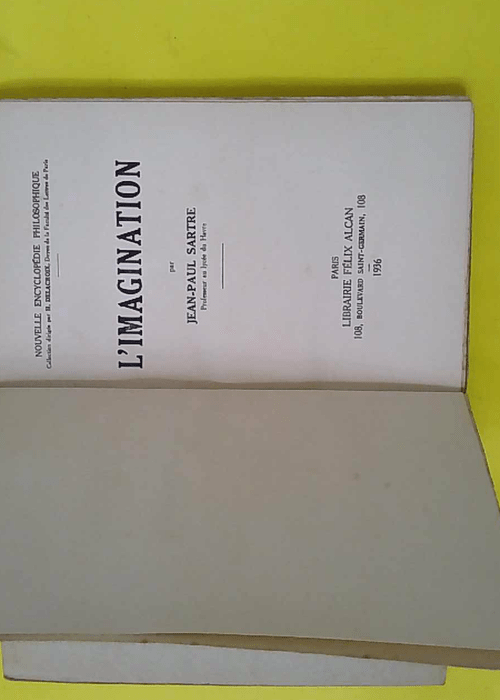 NOUVELLE ENCYCLOPÉDIE PHILOSOPHIQUE
Collection dirigée par H. DELACROIX, Doyen de la Faculté des Lettres de Paris
L'IMAGINATION
par
JEAN-PAUL SARTRE
Professeur au lycée du Havre
PARIS
LIBRAIRIE FÉLIX ALCAN
108, BOULEVARD SAINT-GERMAIN, 108
1936